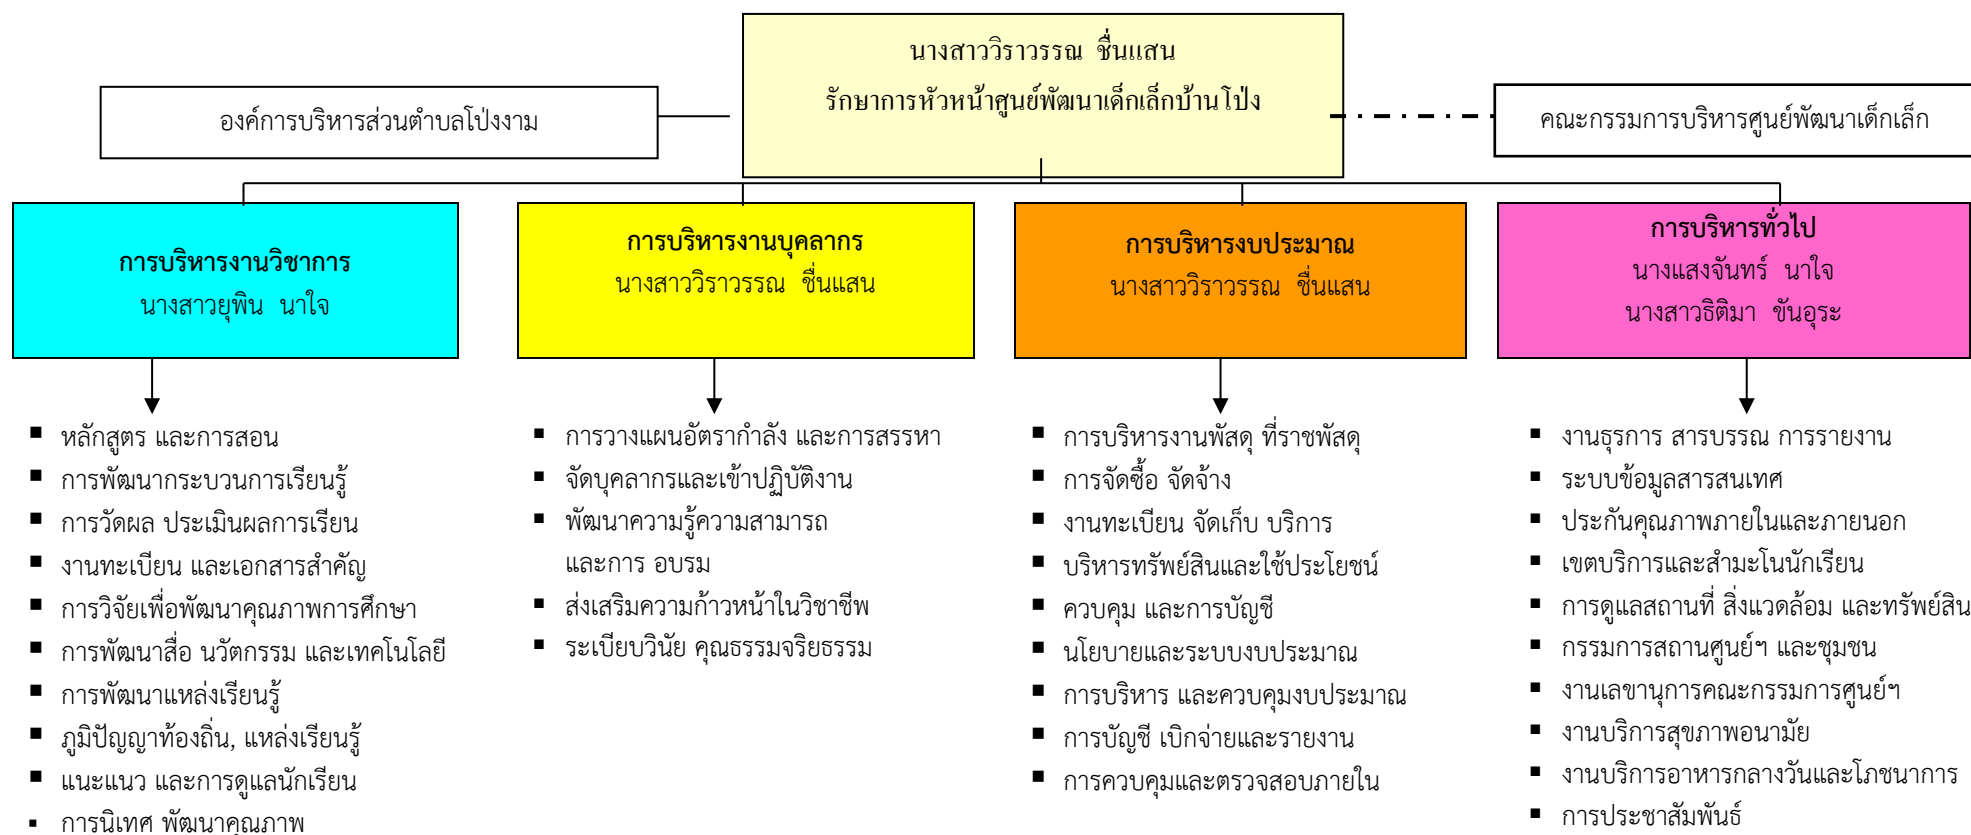 นางสาววิราวรรณ ชื่นแสน
รักษาการหัวหน้าศูนย์พัฒนาเด็กเล็กบ้านโป่ง
องค์การบริหารส่วนตำบลโป่งงาม
คณะกรรมการบริหารศูนย์พัฒนาเด็กเล็ก
การบริหารงานวิชาการ
นางสาวยุพิน นาใจ
การบริหารงานบุคลากร
นางสาววิราวรรณ ชื่นแสน
การบริหารงบประมาณ
นางสาววิราวรรณ ชื่นแสน
การบริหารทั่วไป
นางแสงจันทร์ นาใจ
นางสาวธิติมา ขันอุระ
หลักสูตร และการสอน
การพัฒนากระบวนการเรียนรู้
การวัดผล ประเมินผลการเรียน
งานทะเบียน และเอกสารสำคัญ
การวิจัยเพื่อพัฒนาคุณภาพการศึกษา
การพัฒนาสื่อ นวัตกรรม และเทคโนโลยี
การพัฒนาแหล่งเรียนรู้
ภูมิปัญญาท้องถิ่น, แหล่งเรียนรู้
แนะแนว และการดูแลนักเรียน
การนิเทศ พัฒนาคุณภาพ
การวางแผนอัตรากำลัง และการสรรหา
จัดบุคลากรและเข้าปฏิบัติงาน
พัฒนาความรู้ความสามารถ
และการ อบรม
ส่งเสริมความก้าวหน้าในวิชาชีพ
ระเบียบวินัย คุณธรรมจริยธรรม
การบริหารงานพัสดุ ที่ราชพัสดุ
การจัดซื้อ จัดจ้าง
งานทะเบียน จัดเก็บ บริการ
บริหารทรัพย์สินและใช้ประโยชน์
ควบคุม และการบัญชี
นโยบายและระบบงบประมาณ
การบริหาร และควบคุมงบประมาณ
การบัญชี เบิกจ่ายและรายงาน
การควบคุมและตรวจสอบภายใน
งานธุรการ สารบรรณ การรายงาน
ระบบข้อมูลสารสนเทศ
ประกันคุณภาพภายในและภายนอก
เขตบริการและสำมะโนนักเรียน
การดูแลสถานที่ สิ่งแวดล้อม และทรัพย์สิน
กรรมการสถานศูนย์ฯ และชุมชน
งานเลขานุการคณะกรรมการศูนย์ฯ
งานบริการสุขภาพอนามัย
งานบริการอาหารกลางวันและโภชนาการ
การประชาสัมพันธ์